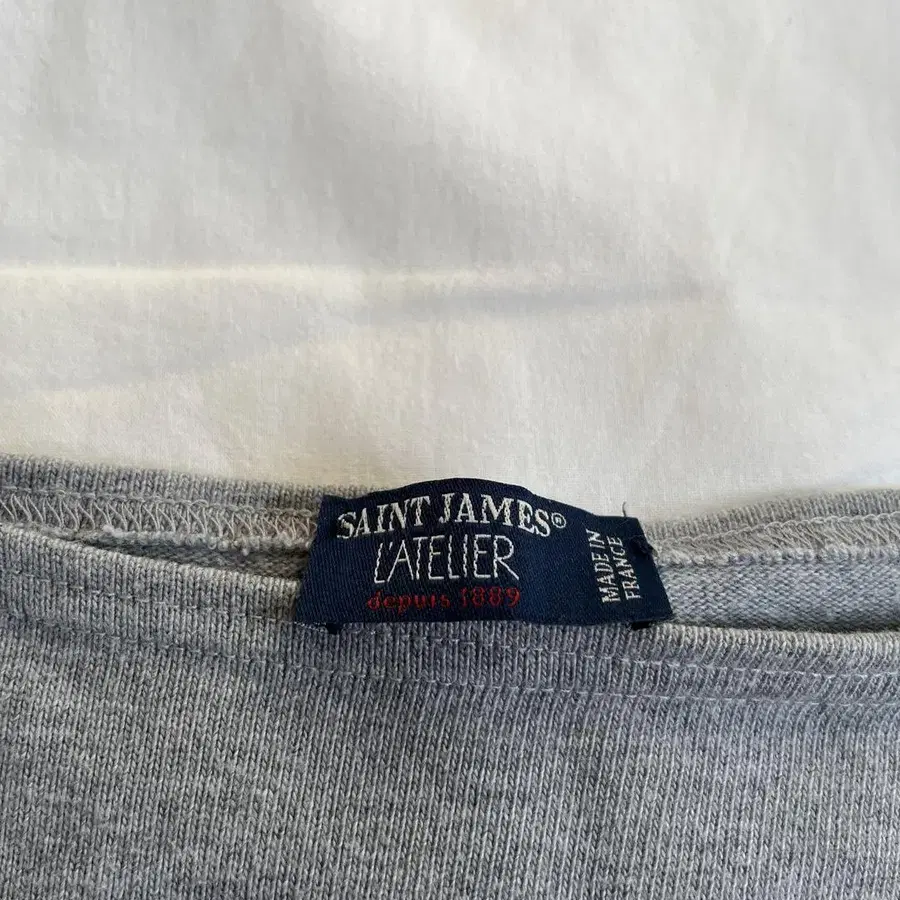 SAINT JAMES®
L'ATELIER
depuis 1889
MADE IN
FRANCE